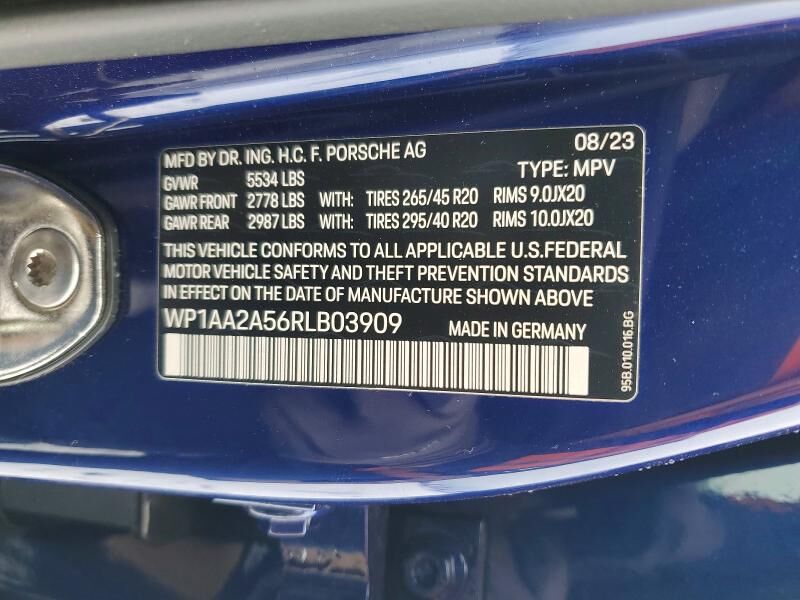 MFD BY DR. ING. H.C. F. PORSCHE AG 08/23
GVWR 5534 LBS TYPE: MPV
GAWR FRONT 2778 LBS WITH: TIRES 265/45 R20 RIMS 9.0JX20
GAWR REAR 2987 LBS WITH: TIRES 295/40 R20 RIMS 10.0JX20
THIS VEHICLE CONFORMS TO ALL APPLICABLE U.S.FEDERAL
MOTOR VEHICLE SAFETY AND THEFT PREVENTION STANDARDS
IN EFFECT ON THE DATE OF MANUFACTURE SHOWN ABOVE
WP1AA2A56RLB03909 MADE IN GERMANY
95B.010.016.BG